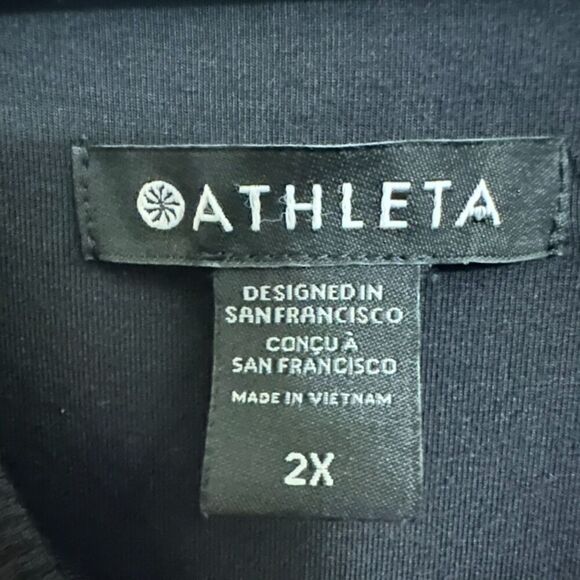 ATHLETA
DESIGNED IN
SAN FRANCISCO
CONÇU À
SAN FRANCISCO
MADE IN VIETNAM
2X